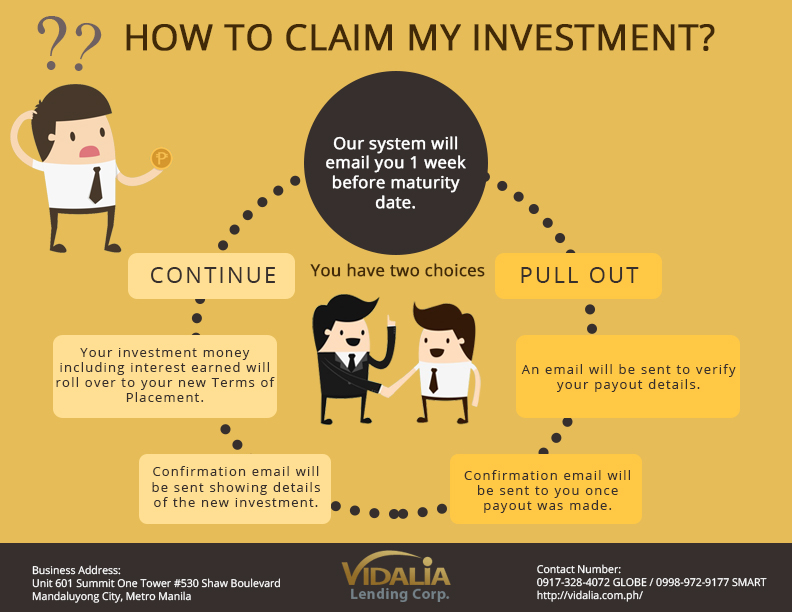 ??
HOW TO CLAIM MY INVESTMENT?
P
Our system will
email you 1 week
before maturity
date.
You have two choices
CONTINUE
Your investment money
including interest earned will
roll over to your new Terms of
Placement.
Confirmation email will
be sent showing details
of the new investment.
PULL OUT
An email will be sent to verify
your payout details.
Confirmation email will
be sent to you once
payout was made.
Business Address:
Unit 601 Summit One Tower #530 Shaw Boulevard
Mandaluyong City, Metro Manila
VIDALIA
Lending Corp.
Contact Number:
0917-328-4072 GLOBE / 0998-972-9177 SMART
http://vidalia.com.ph/